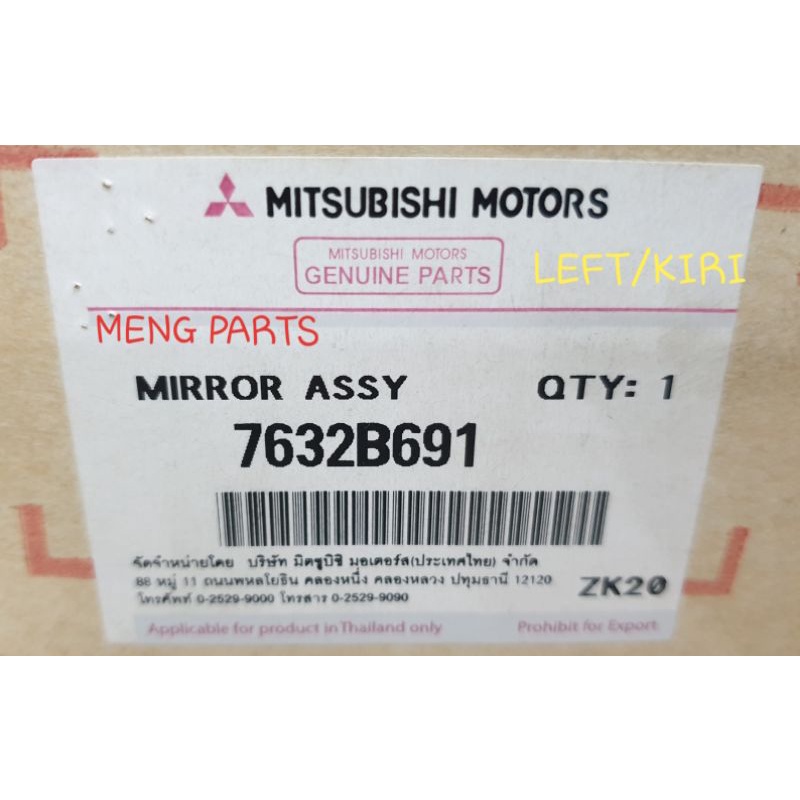 MITSUBISHI MOTORS
MITSUBISHI MOTORS
GENUINE PARTS
LEFT/KIRI
MENG PARTS
MIRROR ASSY QTY: 1
7632B691
จัดจำหน่ายโดย บริษัท มิตซูบิชิ มอเตอร์ส(ประเทศไทย) จำกัด
88 หมู่ 11 ถนนพหลโยธิน คลองหนึ่ง คลองหลวง ปทุมธานี 12120
โทรศัพท์ 0-2529-9000 โทรสาร 0-2529-9090
ZK20
Applicable for product in Thailand only Prohibit for Export